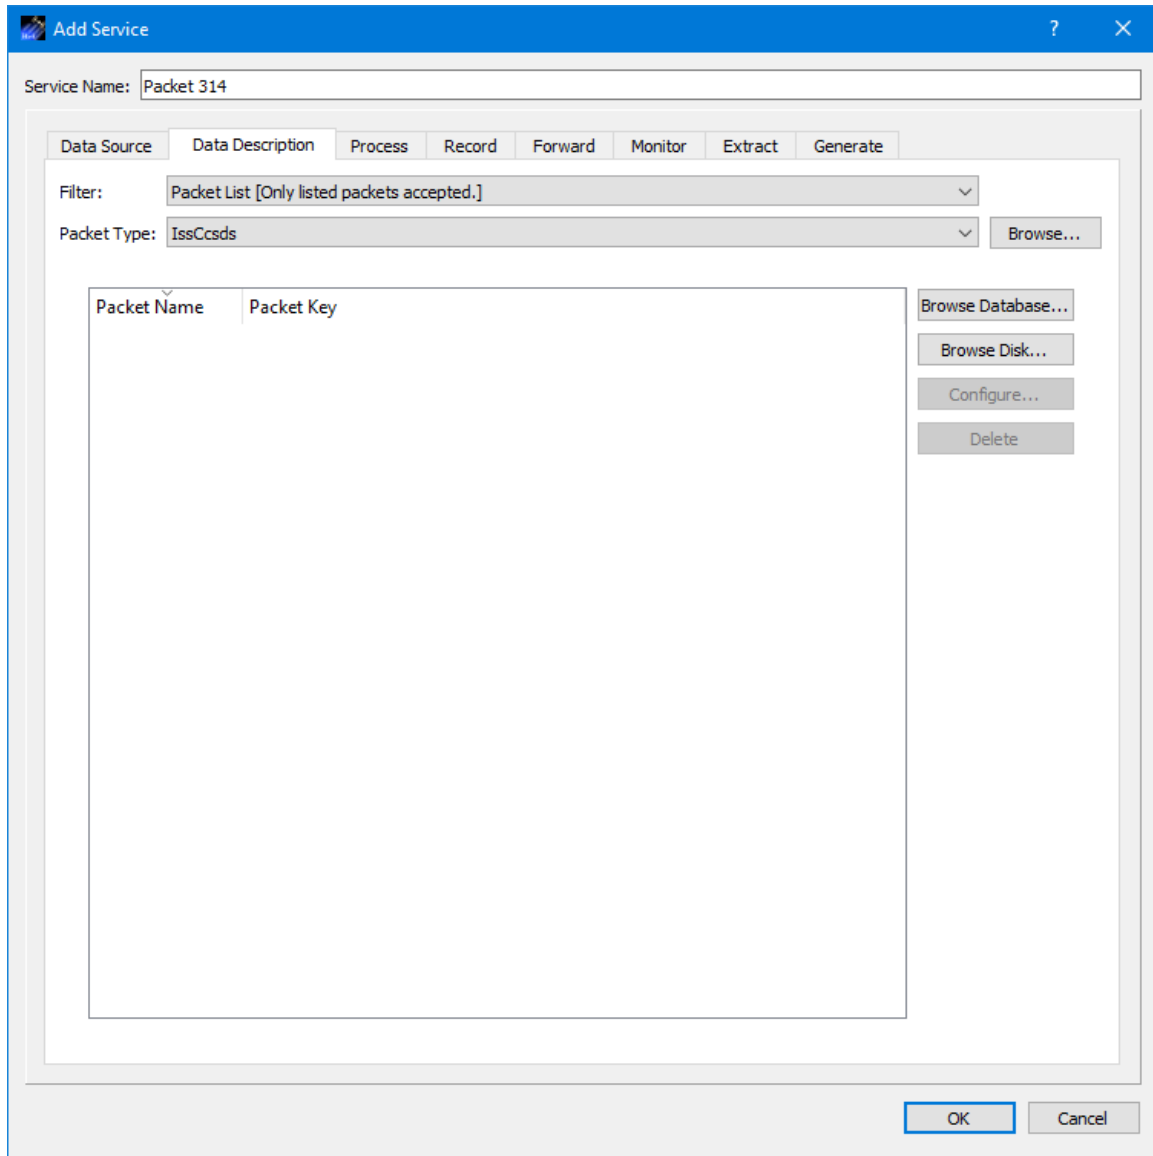 Add Service
?
Service Name: Packet 314
Data Source Data Description Process Record Forward Monitor Extract Generate
Filter: Packet List [Only listed packets accepted.]
Packet Type: IssCcsds Browse...
Packet Name Packet Key
Browse Database...
Browse Disk...
Configure...
Delete
OK Cancel